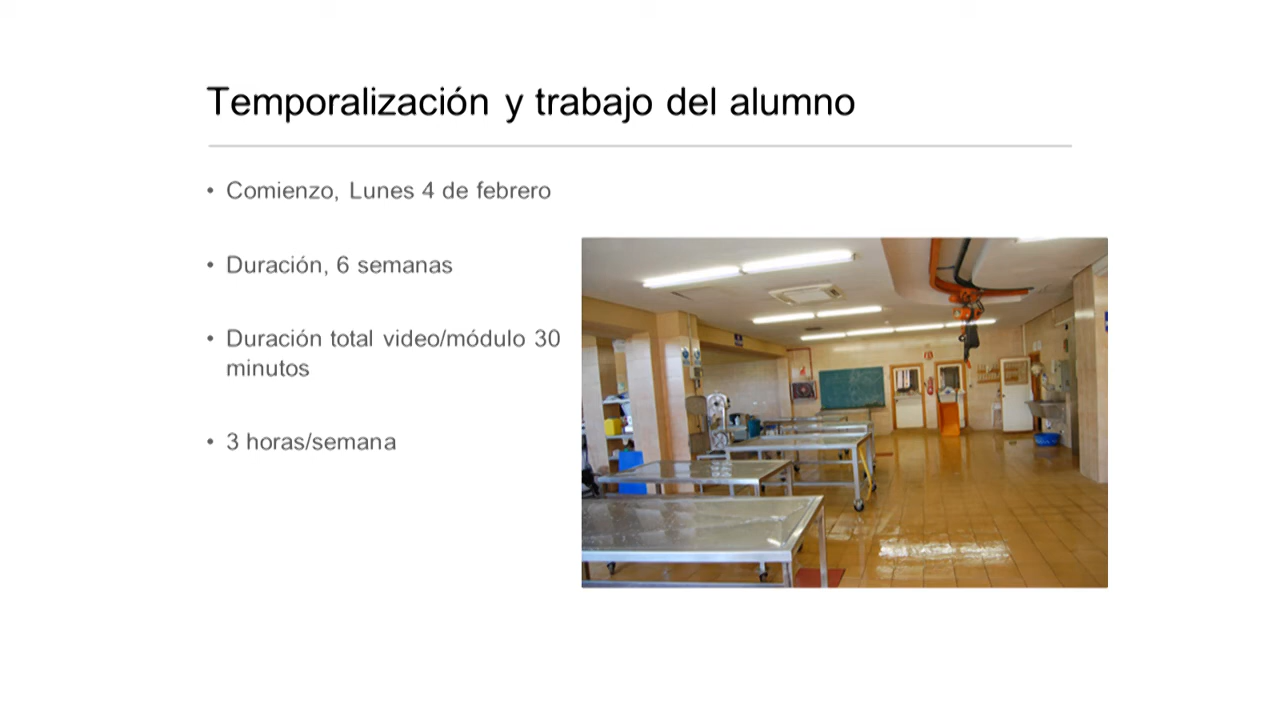 Temporalización y trabajo del alumno
• Comienzo, Lunes 4 de febrero
• Duración, 6 semanas
• Duración total video/módulo 30
minutos
• 3 horas/semana